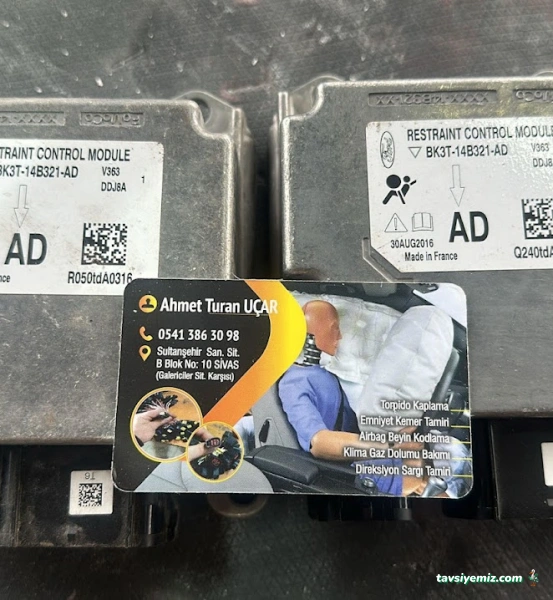 RESTRAINT CONTROL MODULE
BK3T-14B321-AD
V363
DDJ8A
1
AD
R050tdA0316
RESTRAINT CONTROL MODULE
BK3T-14B321-AD
V363
DDJ8A
Ford
AD
30AUG2016
Made in France
Q240tdA
Ahmet Turan UÇAR
0541 386 30 98
Sultanşehir San. Sit.
B Blok No: 10 SİVAS
(Galericiler Sit. Karşısı)
Torpido Kaplama
Emniyet Kemer Tamiri
Airbag Beyin Kodlama
Klima Gaz Dolumu Bakımı
Direksiyon Sargı Tamiri
tavsiyemiz.com